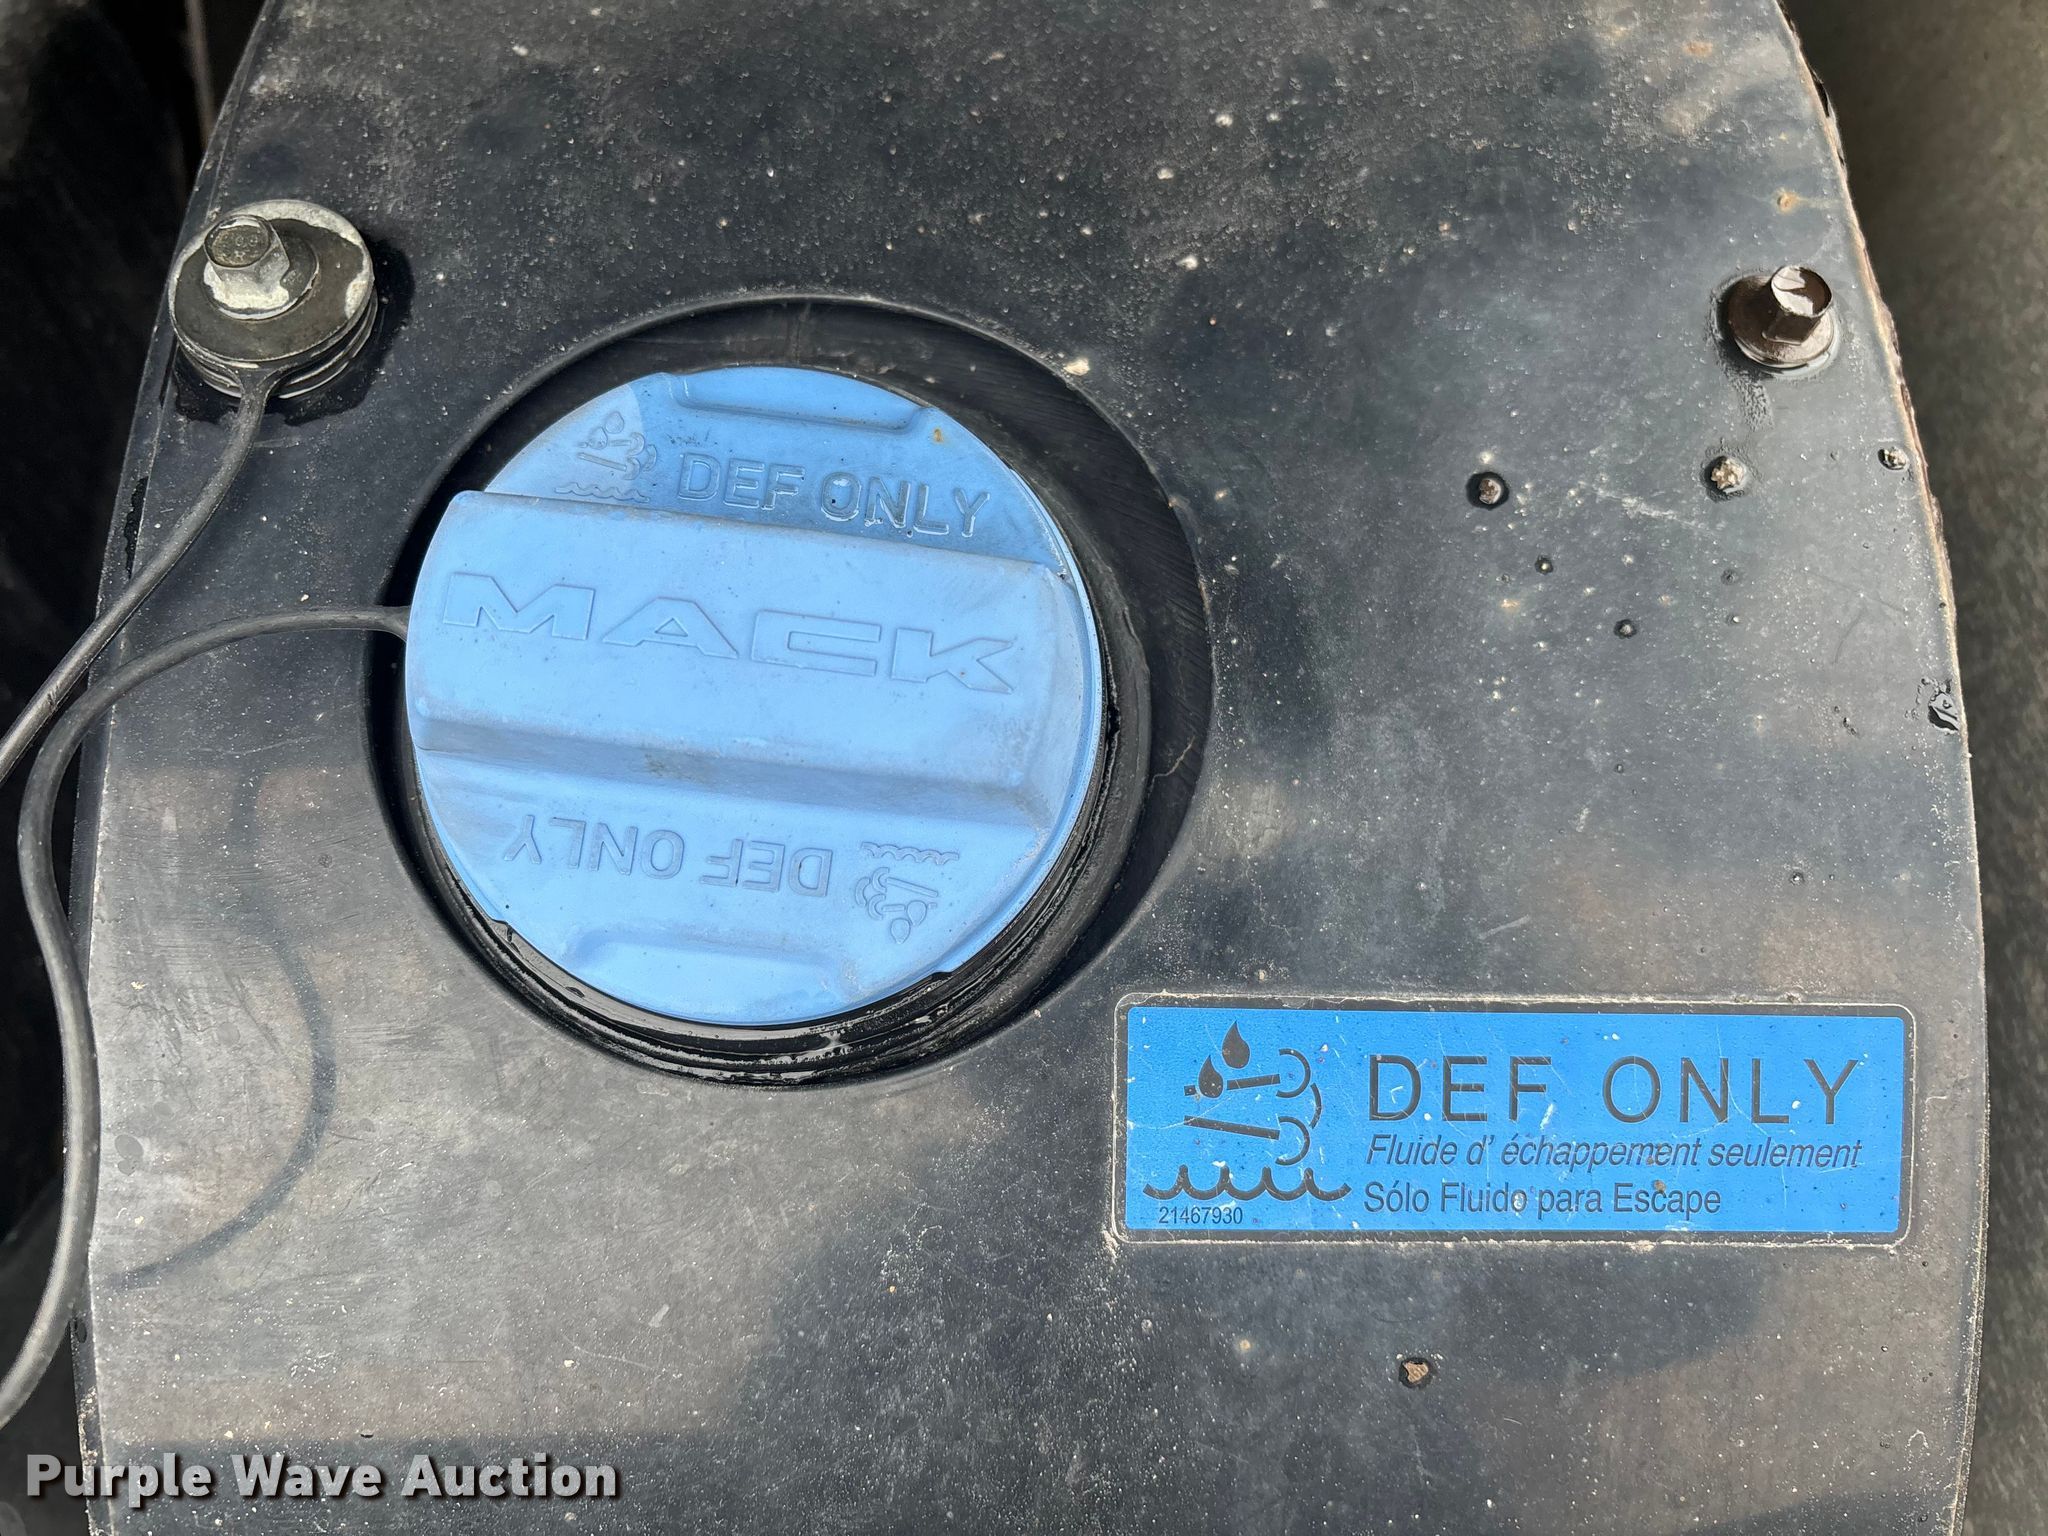 DEF ONLY
MACK
DEF ONLY
DEF ONLY
Fluide d' échappement seulement
Sólo Fluido para Escape
21467930
Purple Wave Auction